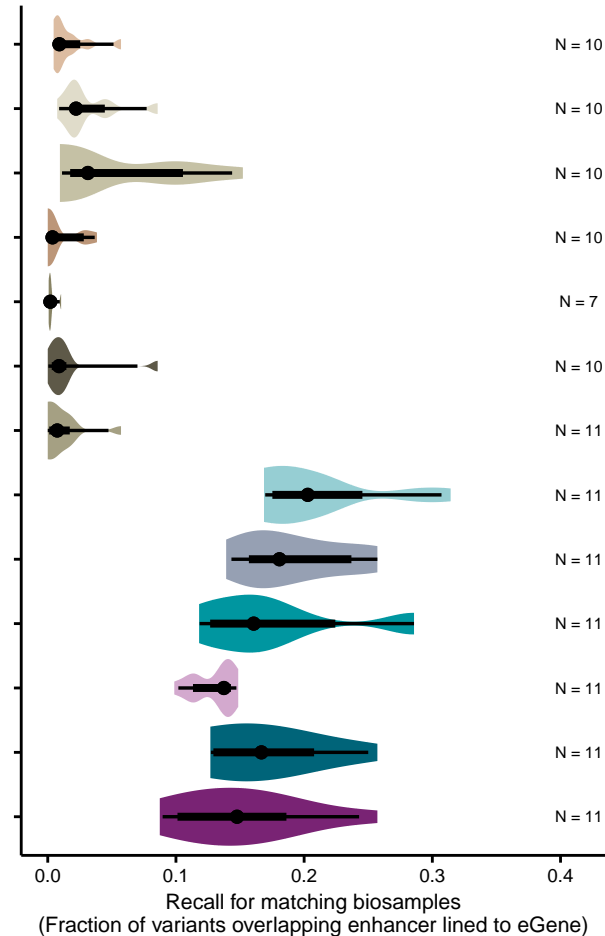 N = 10
N = 10
N = 10
N = 10
N = 7
N = 10
N = 11
N = 11
N = 11
N = 11
N = 11
N = 11
N = 11
0.0 0.1 0.2 0.3 0.4
Recall for matching biosamples
(Fraction of variants overlapping enhancer lined to eGene)